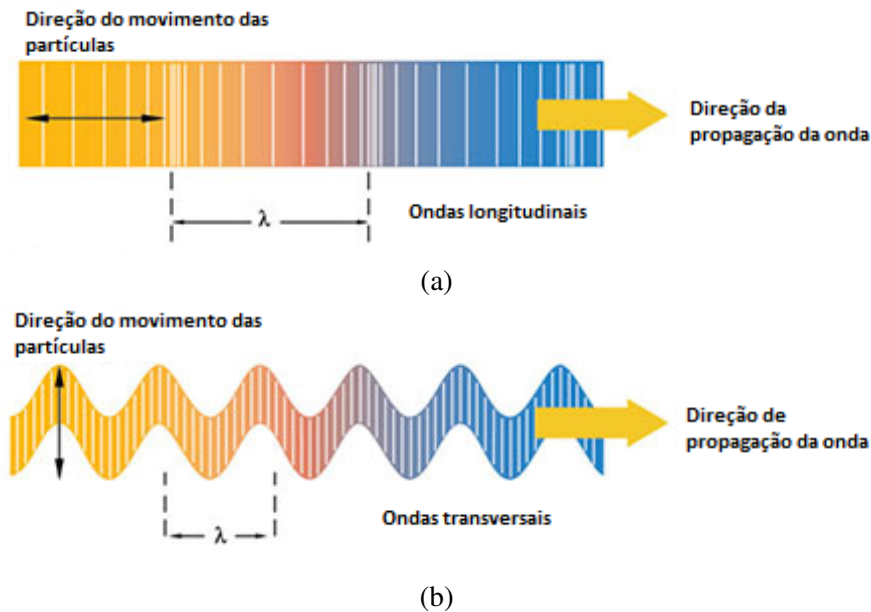 Direção do movimento das
partículas
Direção da
propagação da onda
λ
Ondas longitudinais
(a)
Direção do movimento das
partículas
Direção de
propagação da onda
λ
Ondas transversais
(b)